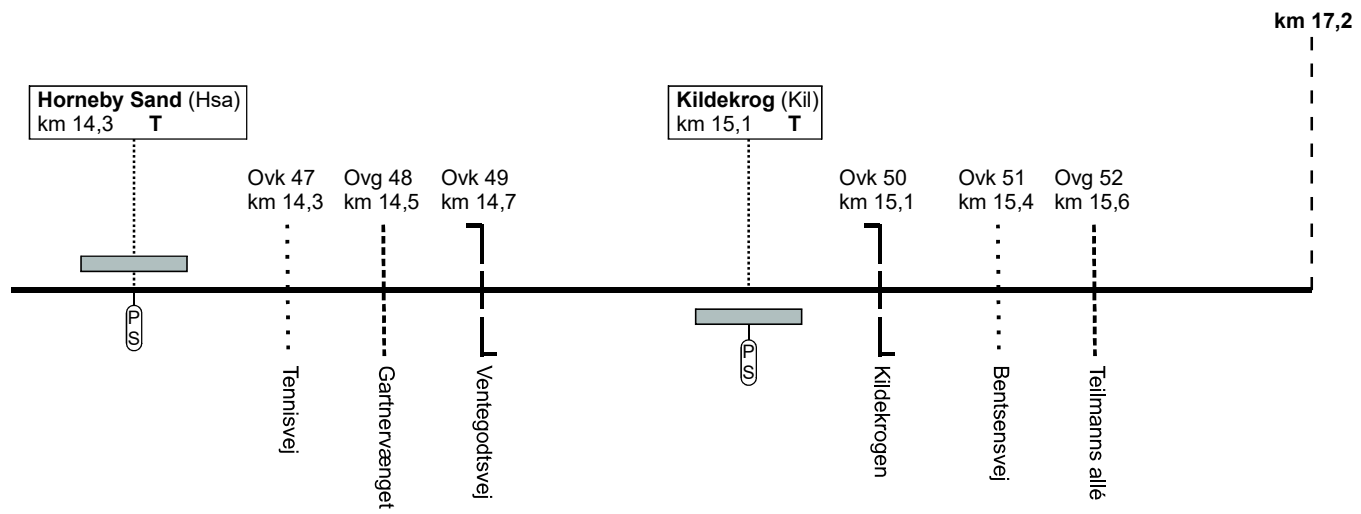 km 17,2
Horneby Sand (Hsa)
km 14,3 T
Kildekrog (Kil)
km 15,1 T
Ovk 47
km 14,3
Ovg 48
km 14,5
Ovk 49
km 14,7
Ovk 50
km 15,1
Ovk 51
km 15,4
Ovg 52
km 15,6
P
S
P
S
Tennisvej
Gartnervænget
Ventegodtsvej
Kildekrogen
Bentsensvej
Teilmanns allé